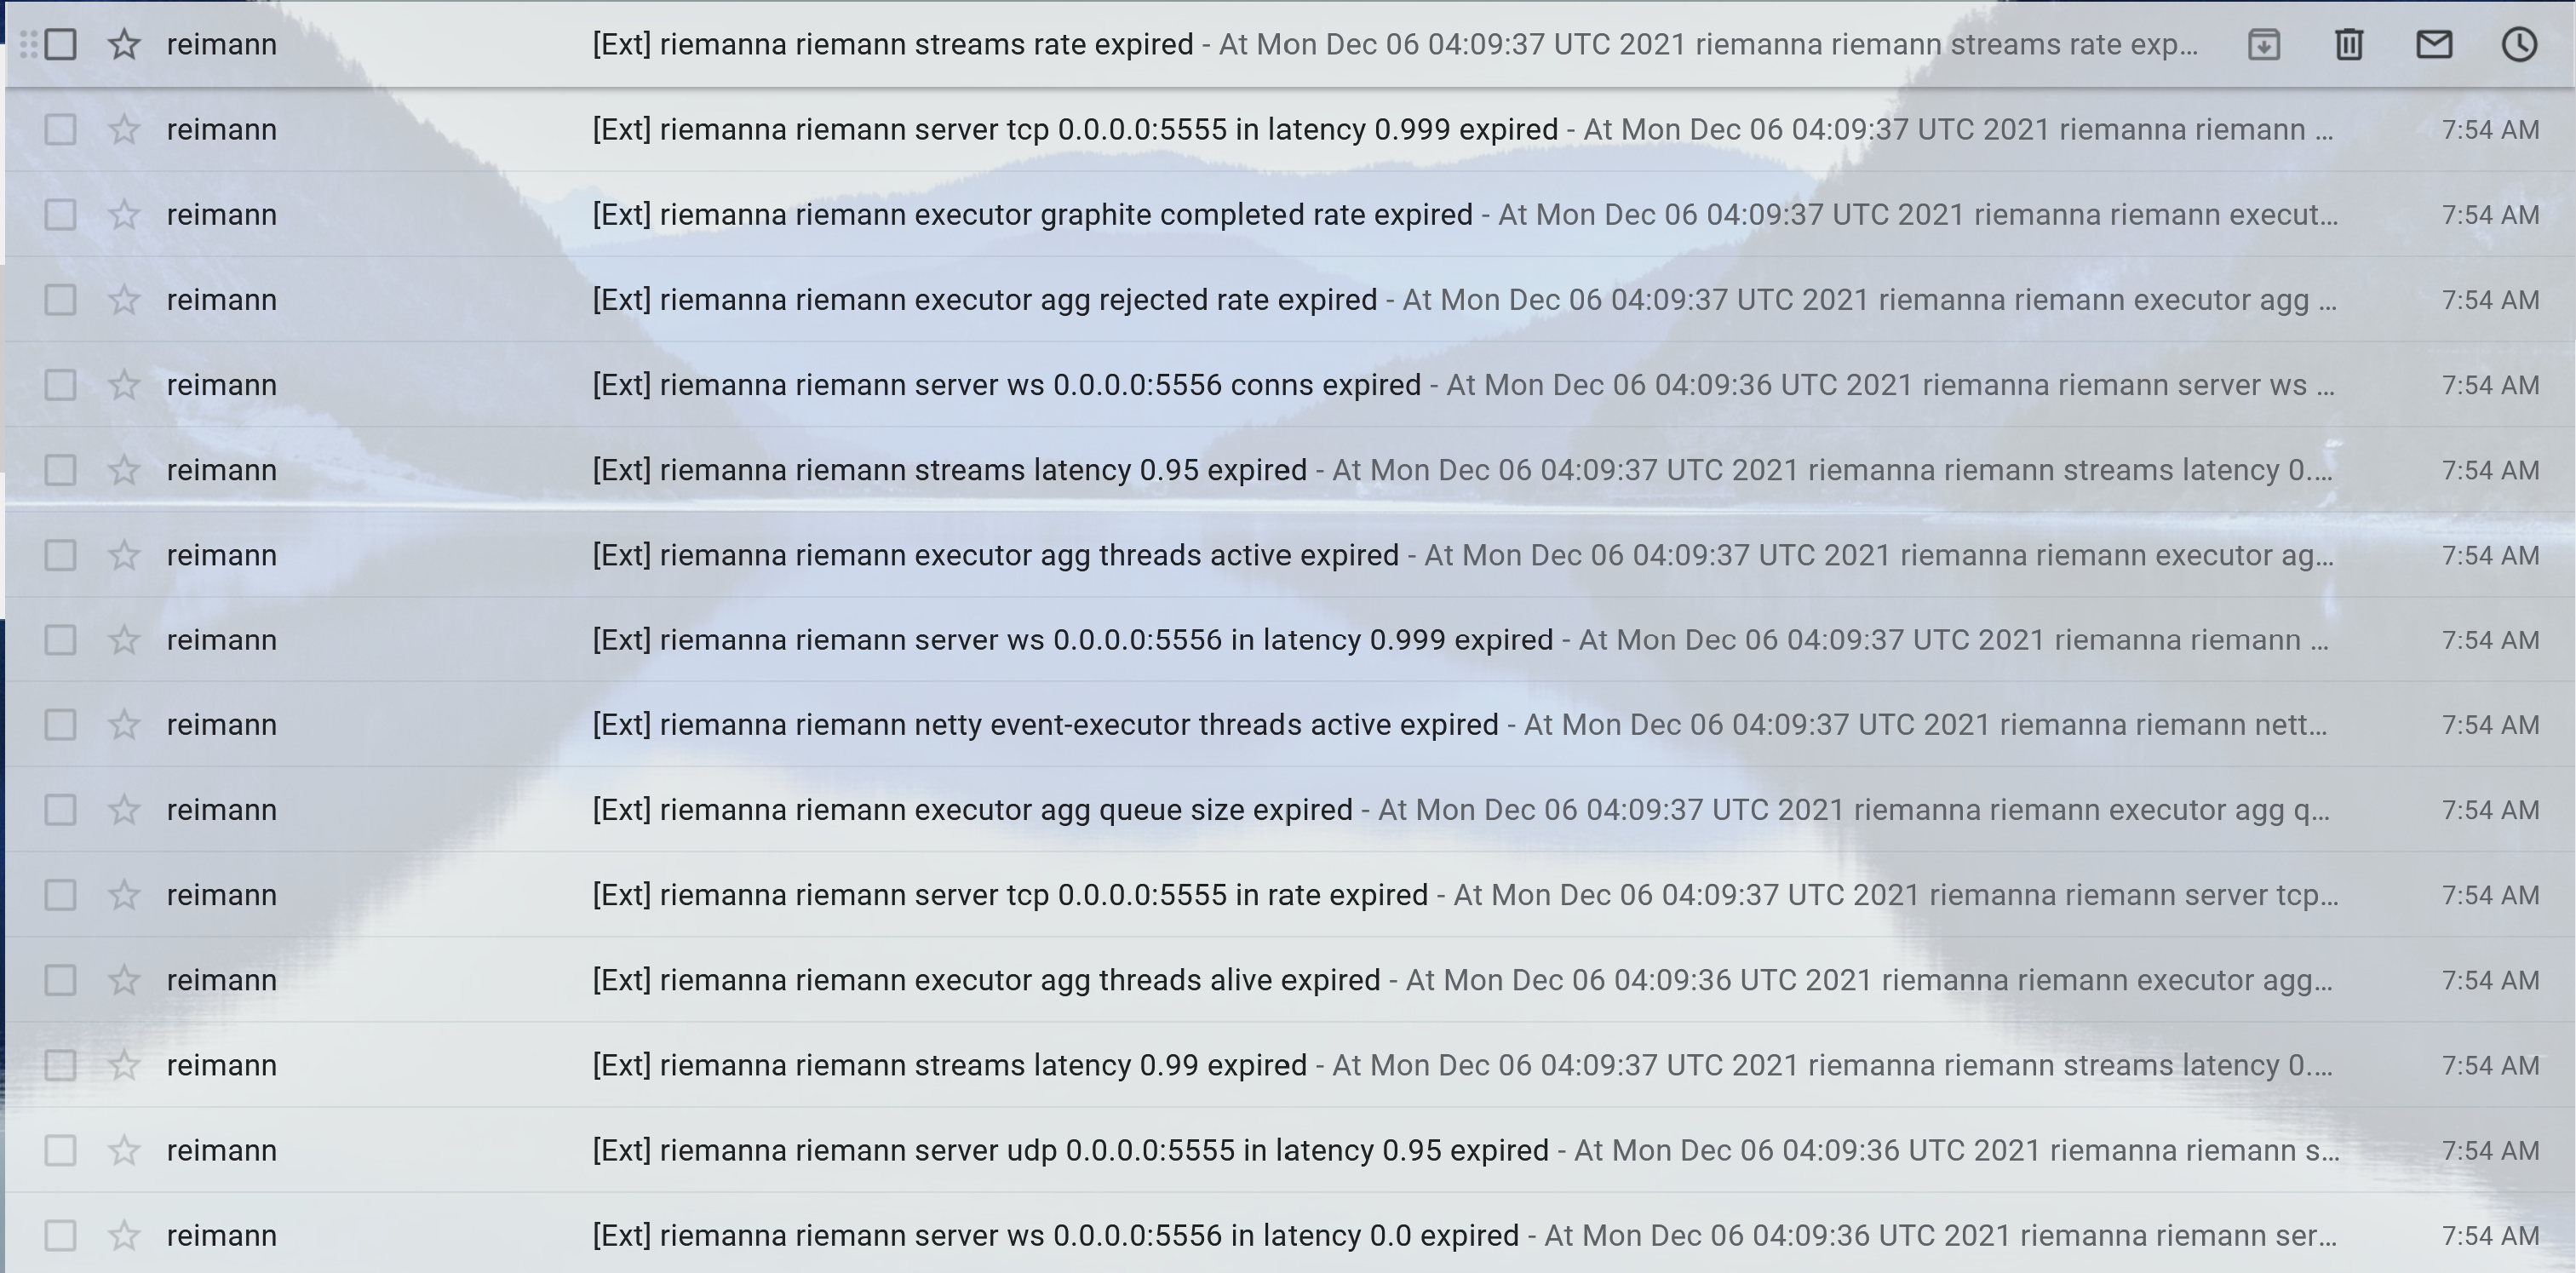 reimann [Ext] riemanna riemann streams rate expired - At Mon Dec 06 04:09:37 UTC 2021 riemanna riemann streams rate exp...
reimann [Ext] riemanna riemann server tcp 0.0.0.0:5555 in latency 0.999 expired - At Mon Dec 06 04:09:37 UTC 2021 riemanna riemann ... 7:54 AM
reimann [Ext] riemanna riemann executor graphite completed rate expired - At Mon Dec 06 04:09:37 UTC 2021 riemanna riemann execut... 7:54 AM
reimann [Ext] riemanna riemann executor agg rejected rate expired - At Mon Dec 06 04:09:37 UTC 2021 riemanna riemann executor agg ... 7:54 AM
reimann [Ext] riemanna riemann server ws 0.0.0.0:5556 conns expired - At Mon Dec 06 04:09:36 UTC 2021 riemanna riemann server ws ... 7:54 AM
reimann [Ext] riemanna riemann streams latency 0.95 expired - At Mon Dec 06 04:09:37 UTC 2021 riemanna riemann streams latency 0.... 7:54 AM
reimann [Ext] riemanna riemann executor agg threads active expired - At Mon Dec 06 04:09:37 UTC 2021 riemanna riemann executor ag... 7:54 AM
reimann [Ext] riemanna riemann server ws 0.0.0.0:5556 in latency 0.999 expired - At Mon Dec 06 04:09:37 UTC 2021 riemanna riemann ... 7:54 AM
reimann [Ext] riemanna riemann netty event-executor threads active expired - At Mon Dec 06 04:09:37 UTC 2021 riemanna riemann nett... 7:54 AM
reimann [Ext] riemanna riemann executor agg queue size expired - At Mon Dec 06 04:09:37 UTC 2021 riemanna riemann executor agg q... 7:54 AM
reimann [Ext] riemanna riemann server tcp 0.0.0.0:5555 in rate expired - At Mon Dec 06 04:09:37 UTC 2021 riemanna riemann server tcp... 7:54 AM
reimann [Ext] riemanna riemann executor agg threads alive expired - At Mon Dec 06 04:09:36 UTC 2021 riemanna riemann executor agg... 7:54 AM
reimann [Ext] riemanna riemann streams latency 0.99 expired - At Mon Dec 06 04:09:37 UTC 2021 riemanna riemann streams latency 0.... 7:54 AM
reimann [Ext] riemanna riemann server udp 0.0.0.0:5555 in latency 0.95 expired - At Mon Dec 06 04:09:36 UTC 2021 riemanna riemann s... 7:54 AM
reimann [Ext] riemanna riemann server ws 0.0.0.0:5556 in latency 0.0 expired - At Mon Dec 06 04:09:36 UTC 2021 riemanna riemann ser... 7:54 AM